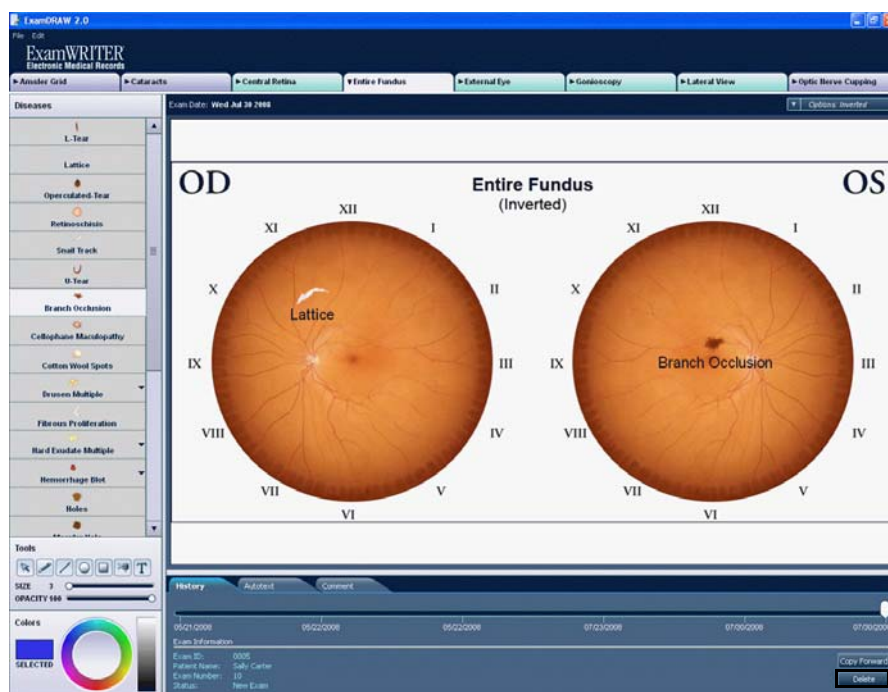 ExamDRAW 2.0
File Edit
ExamWRITER
Electronic Medical Records
Amsler Grid
Cataracts
Central Retina
Entire Fundus
External Eye
Gonioscopy
Lateral View
Optic Nerve Cupping
Diseases
Exam Date: Wed Jul 30 2008
Options: Inverted
L-Tear
Lattice
Operculated-Tear
Retinoschisis
Snail Track
U-Tear
Branch Occlusion
Cellophane Maculopathy
Cotton Wool Spots
Drusen Multiple
Fibrous Proliferation
Hard Exudate Multiple
Hemorrhage Blot
Holes
OD
Entire Fundus
(Inverted)
OS
XII
XI
I
X
II
Lattice
IX
III
VIII
IV
VII
V
VI
XII
XI
I
X
II
Branch Occlusion
IX
III
VIII
IV
VII
V
VI
Tools
T
SIZE 3
OPACITY 100
Colors
SELECTED
History
Autotext
Comment
05/21/2008
05/22/2008
05/22/2008
07/23/2008
Exam Information
Exam ID: 0005
Patient Name: Sally Carter
Exam Number: 10
Status: New Exam
Copy Forward
Delete